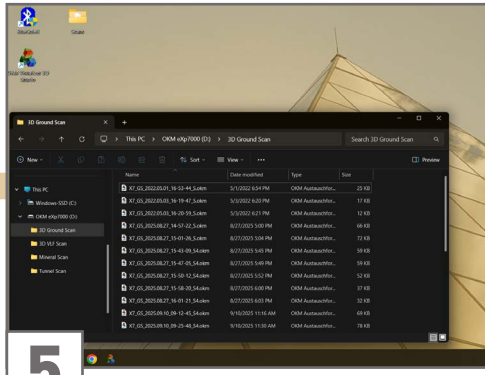 Scans
Studio
3D Ground Scan
This PC > OKM eXp7000 (D:) > 3D Ground Scan
Search 3D Ground Scan
New
Sort
View
Preview
Name Date modified Type Size
This PC
Windows-SSD (C:)
OKM eXp7000 (D:)
3D Ground Scan
3D VLF Scan
Mineral Scan
Tunnel Scan
X7_GS_2022.05.01_16-53-44_S.okm 5/1/2022 6:54 PM OKM Austauschfor... 25 KB
X7_GS_2022.05.03_16-19-47_S.okm 5/3/2022 6:20 PM OKM Austauschfor... 17 KB
X7_GS_2022.05.03_16-20-59_S.okm 5/3/2022 6:21 PM OKM Austauschfor... 12 KB
X7_GS_2025.08.27_14-57-22_S.okm 8/27/2025 5:00 PM OKM Austauschfor... 66 KB
X7_GS_2025.08.27_15-01-26_S.okm 8/27/2025 5:04 PM OKM Austauschfor... 72 KB
X7_GS_2025.08.27_15-43-09_S4.okm 8/27/2025 5:45 PM OKM Austauschfor... 59 KB
X7_GS_2025.08.27_15-47-05_S4.okm 8/27/2025 5:49 PM OKM Austauschfor... 59 KB
X7_GS_2025.08.27_15-50-12_S4.okm 8/27/2025 5:52 PM OKM Austauschfor... 52 KB
X7_GS_2025.08.27_15-58-20_S4.okm 8/27/2025 6:00 PM OKM Austauschfor... 37 KB
X7_GS_2025.08.27_16-01-21_S4.okm 8/27/2025 6:03 PM OKM Austauschfor... 32 KB
X7_GS_2025.09.10_09-12-45_S4.okm 9/10/2025 11:16 AM OKM Austauschfor... 69 KB
X7_GS_2025.09.10_09-25-48_S4.okm 9/10/2025 11:30 AM OKM Austauschfor... 78 KB
5